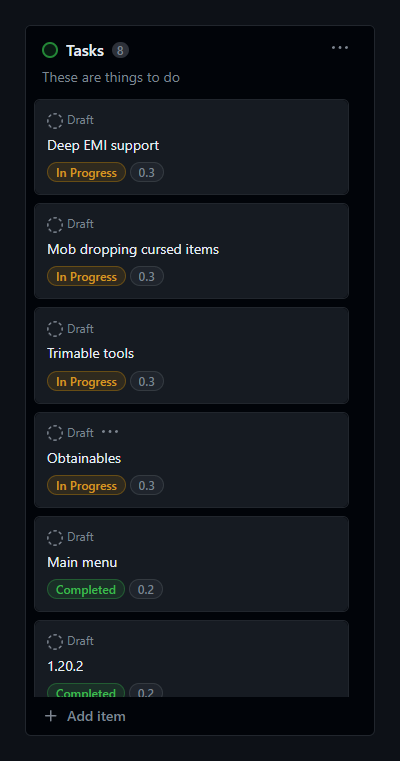 Tasks 8
These are things to do
Draft
Deep EMI support
In Progress 0.3
Draft
Mob dropping cursed items
In Progress 0.3
Draft
Trimable tools
In Progress 0.3
Draft
Obtainables
In Progress 0.3
Draft
Main menu
Completed 0.2
Draft
1.20.2
Completed 0.2
Add item